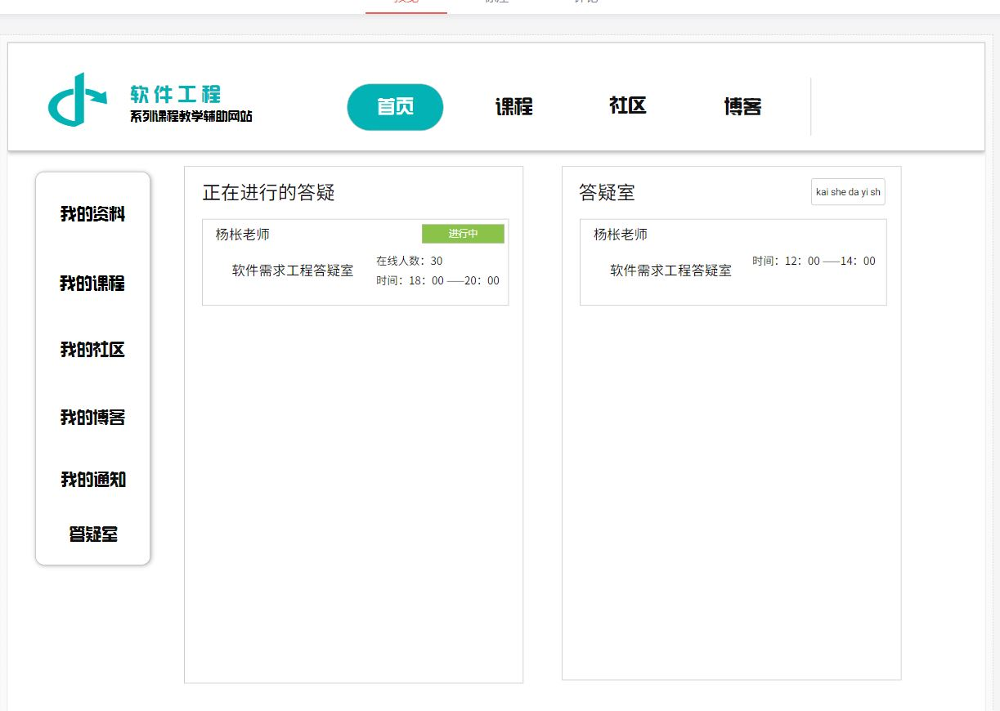 软件工程
系列课程教学辅助网站
首页
课程
社区
博客
我的资料
我的课程
我的社区
我的博客
我的通知
答疑室
正在进行的答疑
杨枨老师
进行中
软件需求工程答疑室
在线人数：30
时间：18：00 ——20：00
答疑室
kai she da yi sh
杨枨老师
软件需求工程答疑室
时间：12：00 ——14：00